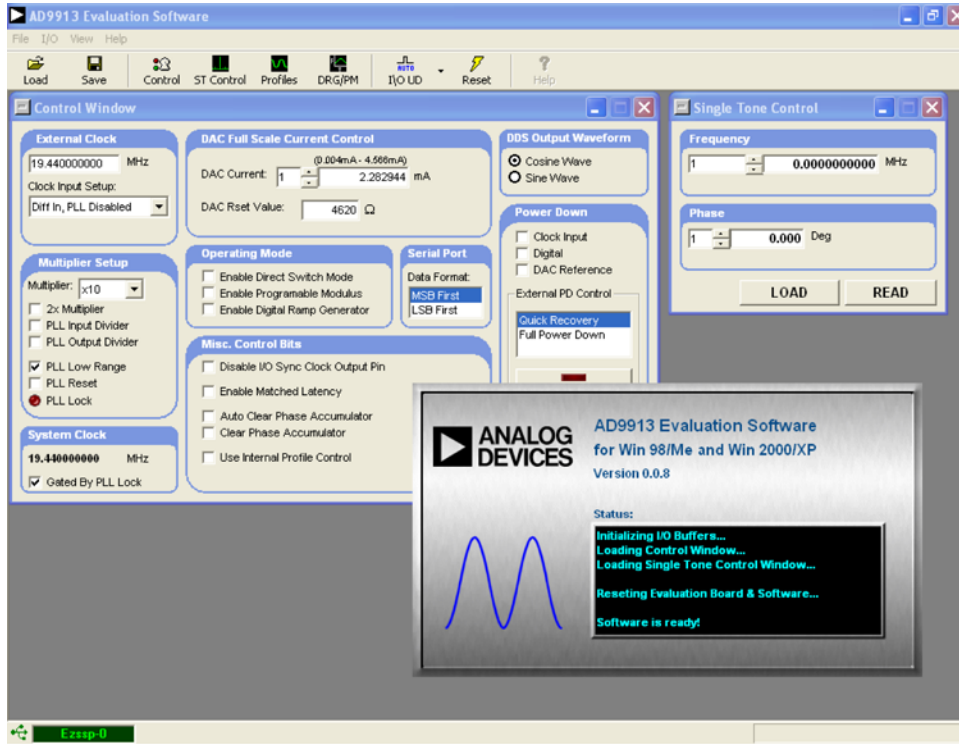 AD9913 Evaluation Software
File I/O View Help
Load Save Control ST Control Profiles DRG/PM AUTO I\O UD Reset Help
Control Window
External Clock
19.440000000 MHz
Clock Input Setup:
Diff In, PLL Disabled
Multiplier Setup
Multiplier: x10
2x Multiplier
PLL Input Divider
PLL Output Divider
PLL Low Range
PLL Reset
PLL Lock
System Clock
19.440000000 MHz
Gated By PLL Lock
DAC Full Scale Current Control
(0.004mA - 4.566mA)
DAC Current: 1 2.282944 mA
DAC Rset Value: 4620 Ω
Operating Mode
Enable Direct Switch Mode
Enable Programable Modulus
Enable Digital Ramp Generator
Serial Port
Data Format:
MSB First
LSB First
Misc. Control Bits
Disable I/O Sync Clock Output Pin
Enable Matched Latency
Auto Clear Phase Accumulator
Clear Phase Accumulator
Use Internal Profile Control
DDS Output Waveform
Cosine Wave
Sine Wave
Power Down
Clock Input
Digital
DAC Reference
External PD Control
Quick Recovery
Full Power Down
Single Tone Control
Frequency
1 0.0000000000 MHz
Phase
1 0.000 Deg
LOAD READ
ANALOG
DEVICES
AD9913 Evaluation Software
for Win 98/Me and Win 2000/XP
Version 0.0.8
Status:
Initializing I/O Buffers...
Loading Control Window...
Loading Single Tone Control Window...
Reseting Evaluation Board & Software...
Software is ready!
Ezssp-0